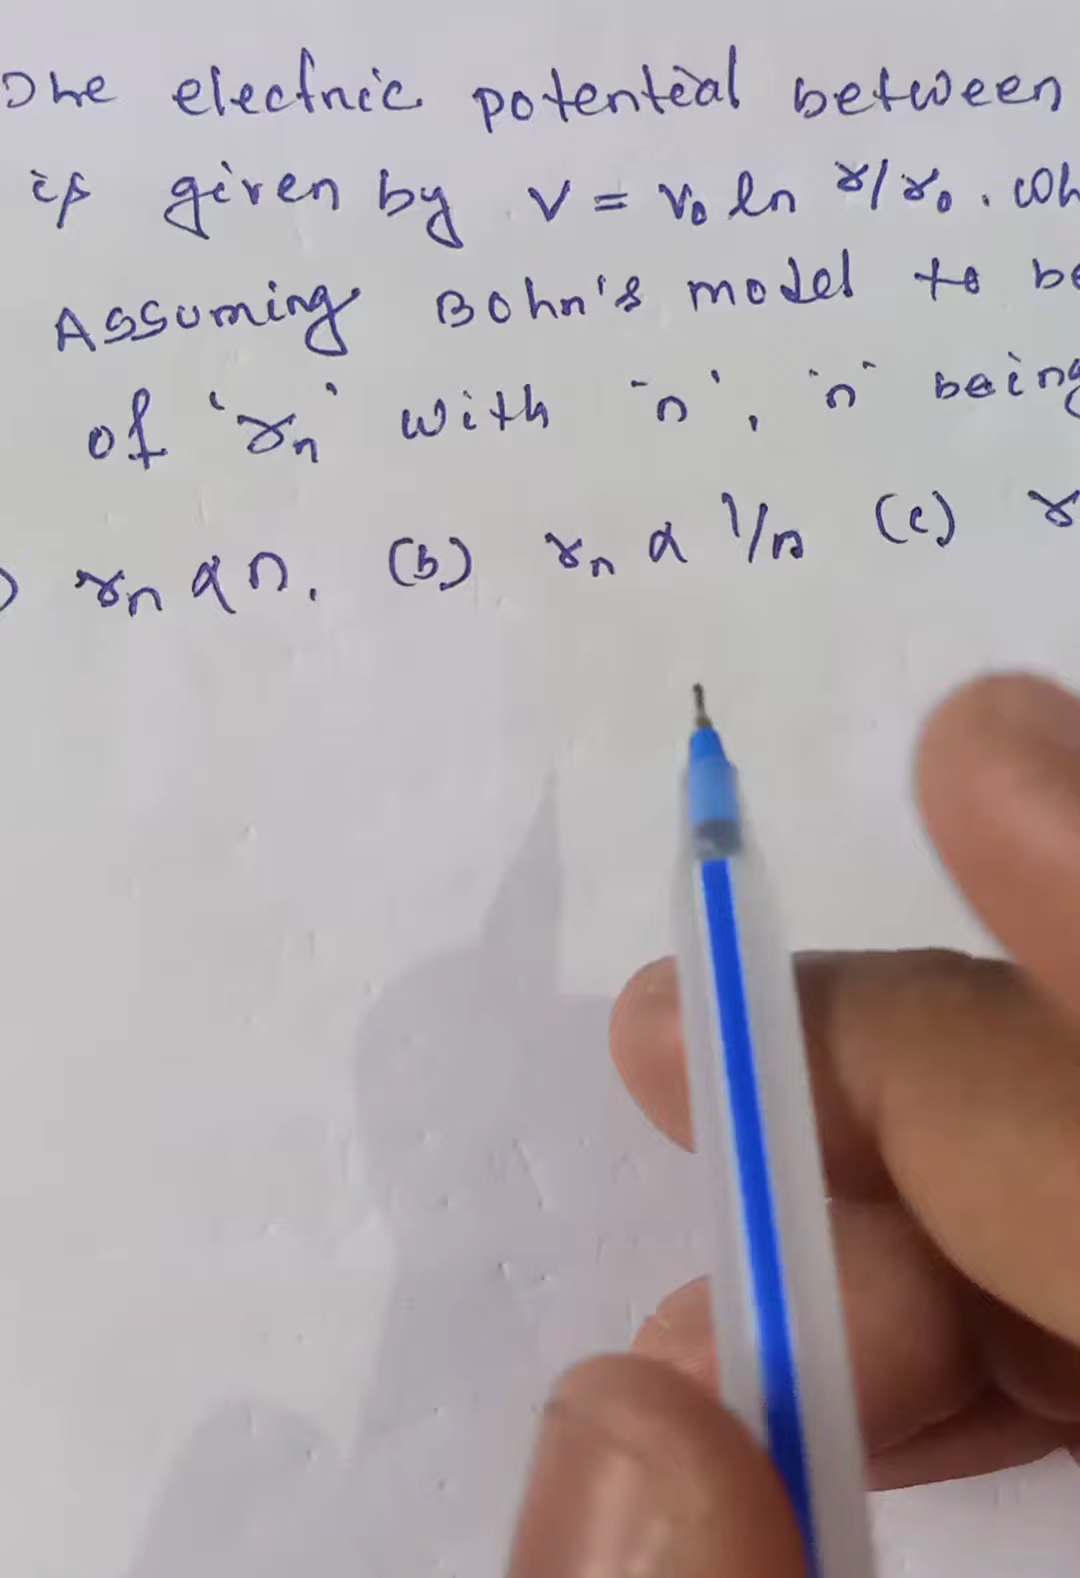 The electric potential between
is given by V = V₀ ln r/r₀. Wh
Assuming Bohr's model to be
of 'rₙ' with 'n', 'n' being
) rₙ α n. (b) rₙ α 1/n (c) r